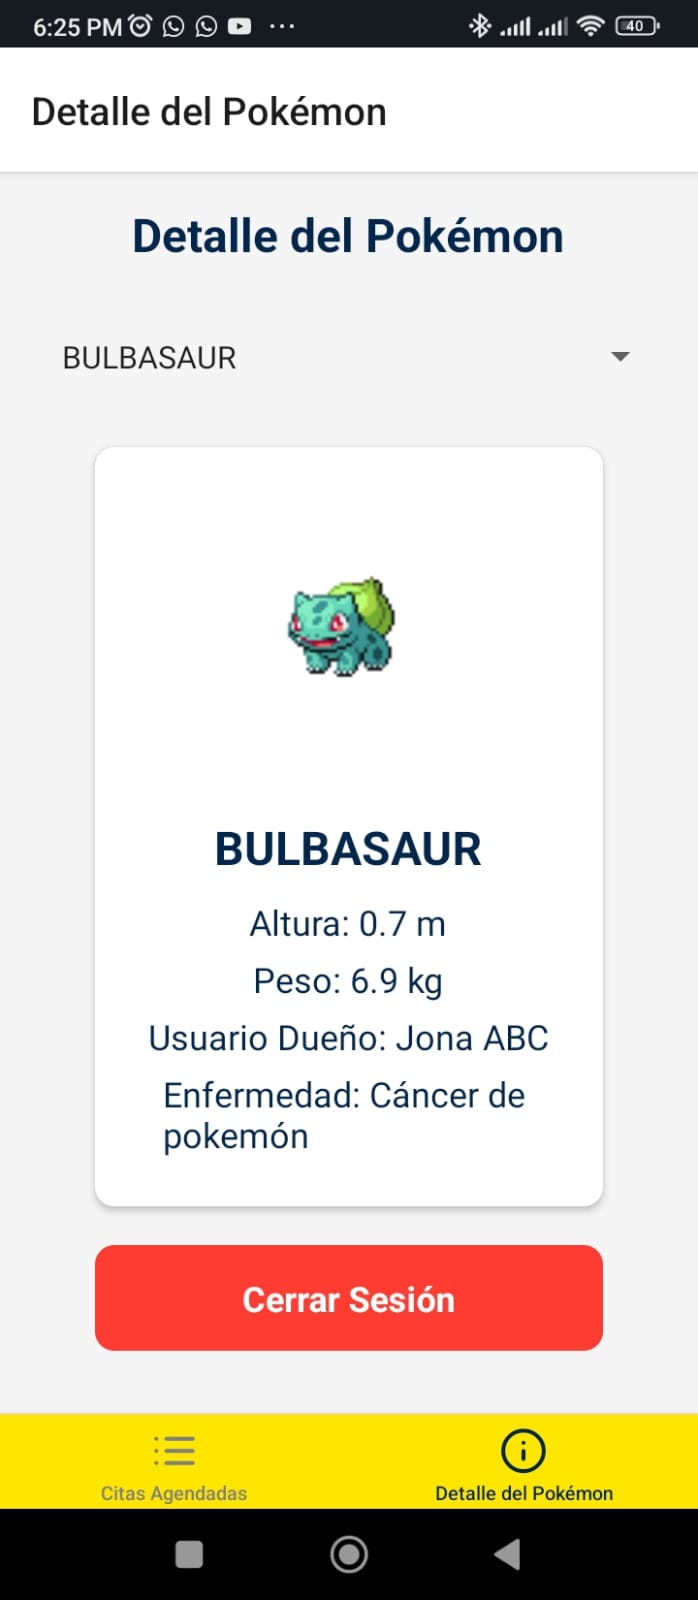 6:25 PM
40
Detalle del Pokémon
Detalle del Pokémon
BULBASAUR
BULBASAUR
Altura: 0.7 m
Peso: 6.9 kg
Usuario Dueño: Jona ABC
Enfermedad: Cáncer de
pokemón
Cerrar Sesión
Citas Agendadas
Detalle del Pokémon